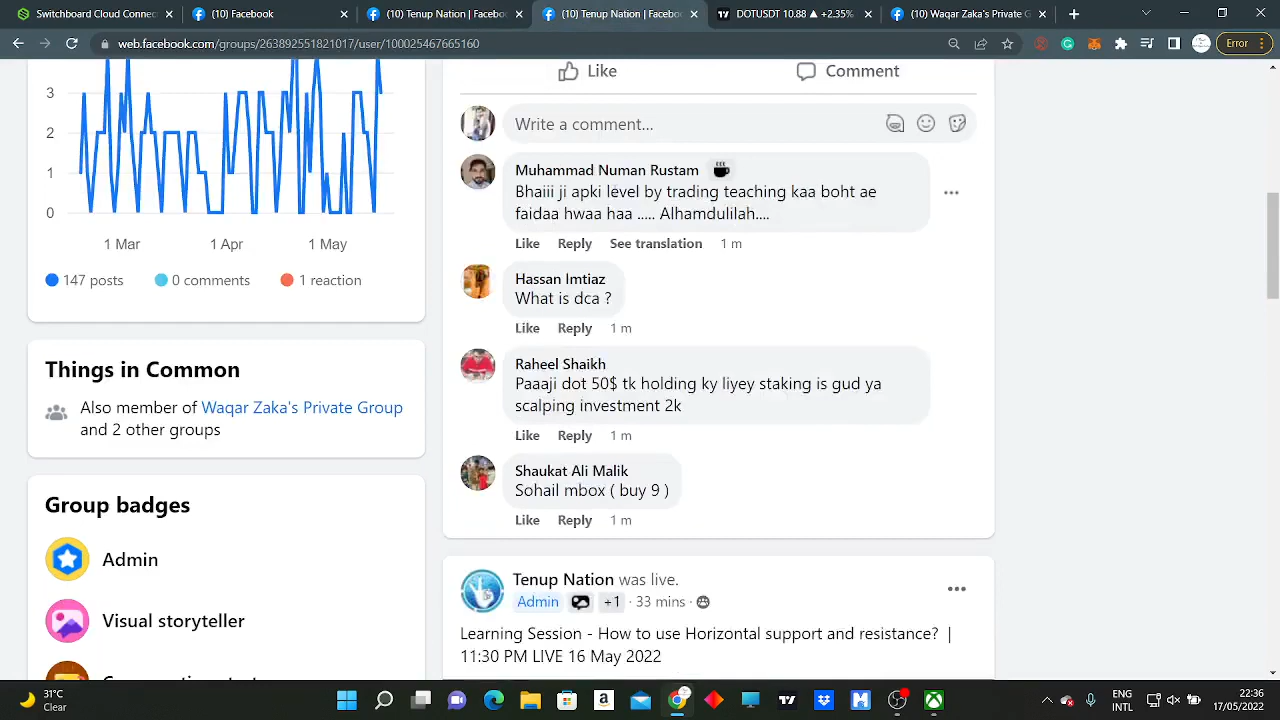 Switchboard Cloud Connect
(10) Facebook
(10) Tenup Nation | Facebo
(10) Tenup Nation | Faceboo
DOTUSDT 10.88 ▲ +2.35%
(10) Waqar Zaka's Private G
web.facebook.com/groups/263892551821017/user/100025467665160
Error
3
2
1
0
1 Mar 1 Apr 1 May
147 posts 0 comments 1 reaction
Things in Common
Also member of Waqar Zaka's Private Group
and 2 other groups
Group badges
Admin
Visual storyteller
Like Comment
Write a comment...
Muhammad Numan Rustam
Bhaiii ji apki level by trading teaching kaa boht ae
faidaa hwaa haa ..... Alhamdulilah....
Like Reply See translation 1 m
Hassan Imtiaz
What is dca ?
Like Reply 1 m
Raheel Shaikh
Paaaji dot 50$ tk holding ky liyey staking is gud ya
scalping investment 2k
Like Reply 1 m
Shaukat Ali Malik
Sohail mbox ( buy 9 )
Like Reply 1 m
Tenup Nation was live.
Admin +1 · 33 mins ·
Learning Session - How to use Horizontal support and resistance? |
11:30 PM LIVE 16 May 2022
31°C
Clear
ENG
INTL
22:36
17/05/2022